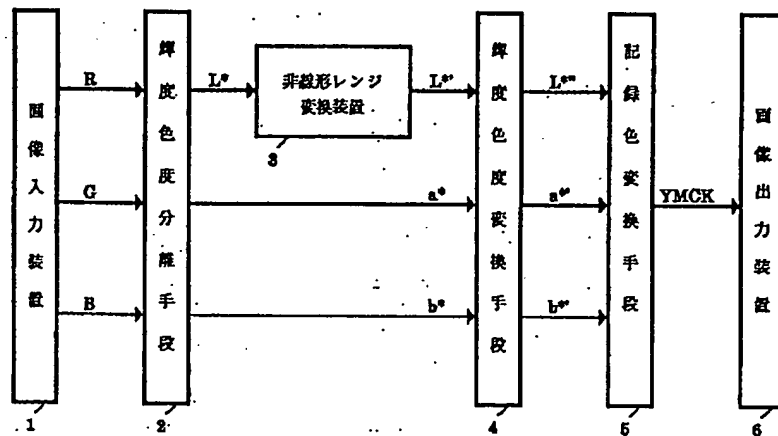 画像入力装置
1
R
G
B
輝度色度分離手段
2
L*
a*
b*
非線形レンジ
変換装置
3
L*'
輝度色度変換手段
4
L*"
a*'
b*'
記録色変換手段
5
YMCK
画像出力装置
6